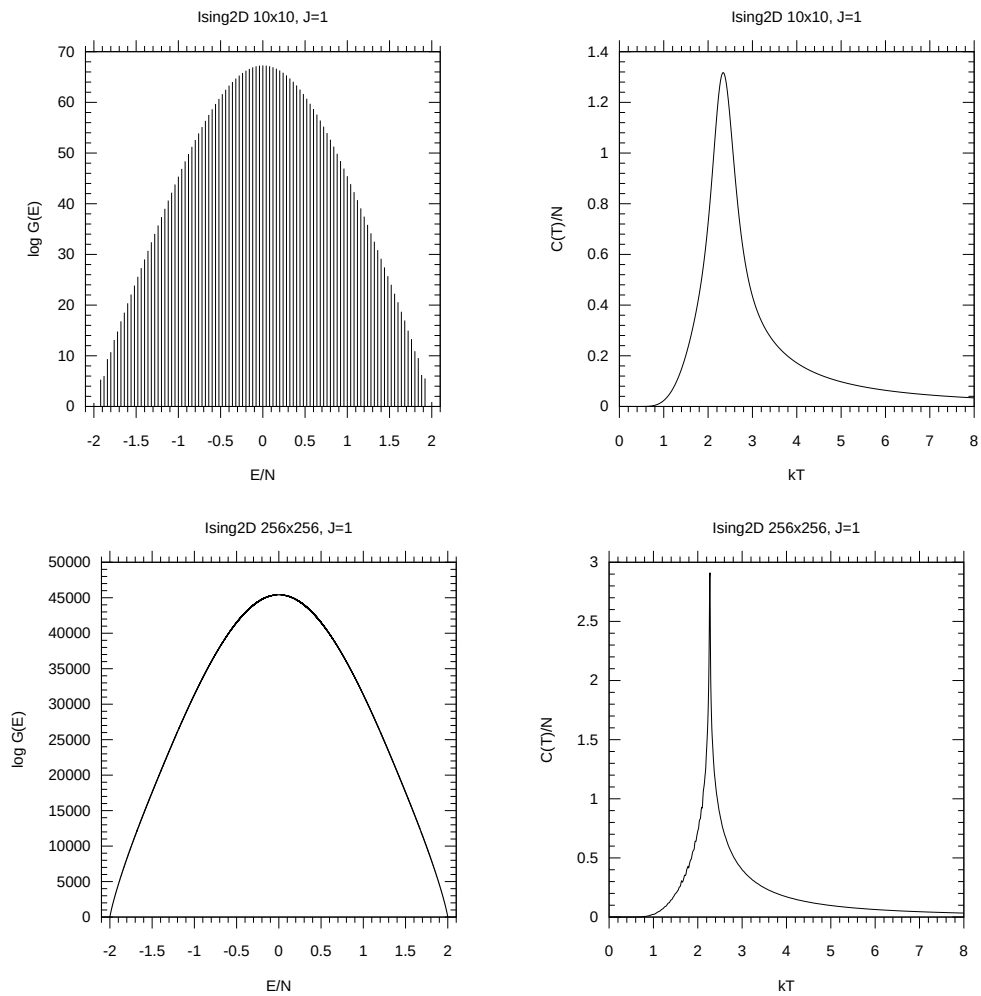 Ising2D 10x10, J=1
70
60
50
40
30
20
10
0
log G(E)
-2 -1.5 -1 -0.5 0 0.5 1 1.5 2
E/N
Ising2D 10x10, J=1
1.4
1.2
1
0.8
0.6
0.4
0.2
0
C(T)/N
0 1 2 3 4 5 6 7 8
kT
Ising2D 256x256, J=1
50000
45000
40000
35000
30000
25000
20000
15000
10000
5000
0
log G(E)
-2 -1.5 -1 -0.5 0 0.5 1 1.5 2
E/N
Ising2D 256x256, J=1
3
2.5
2
1.5
1
0.5
0
C(T)/N
0 1 2 3 4 5 6 7 8
kT